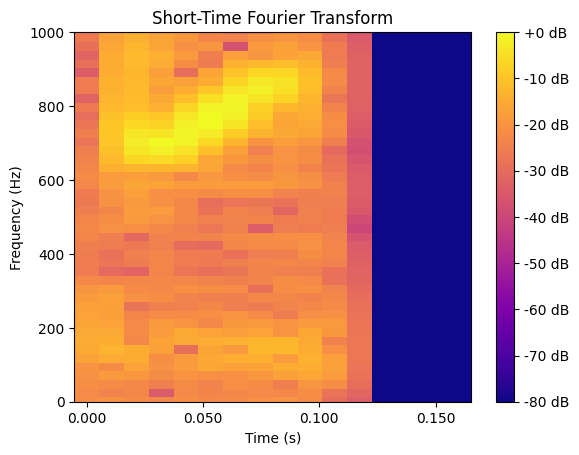 Short-Time Fourier Transform
1000
800
600
400
200
0
Frequency (Hz)
0.000
0.050
0.100
0.150
Time (s)
+0 dB
-10 dB
-20 dB
-30 dB
-40 dB
-50 dB
-60 dB
-70 dB
-80 dB